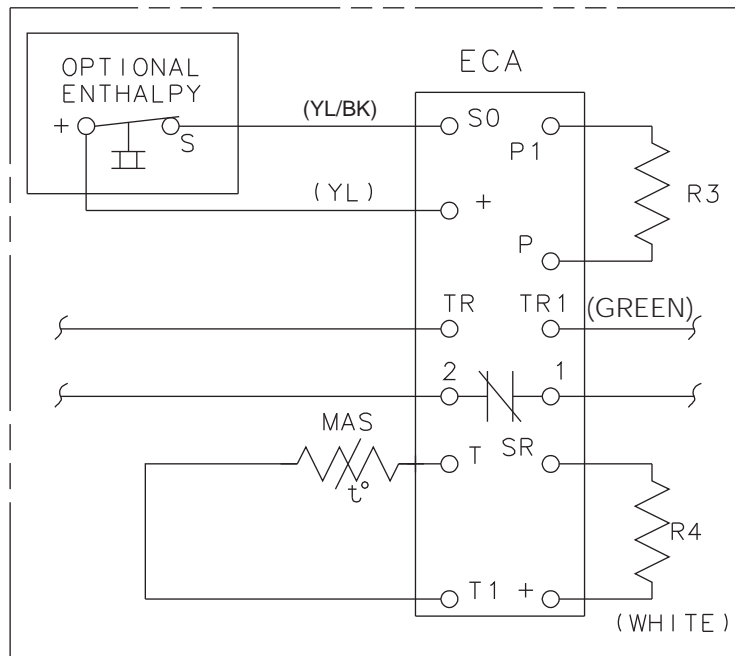 OPTIONAL
ENTHALPY
+
S
(YL/BK)
(YL)
ECA
S0
P1
+
P
R3
TR
TR1
(GREEN)
2
1
MAS
t°
T
SR
R4
T1
+
(WHITE)